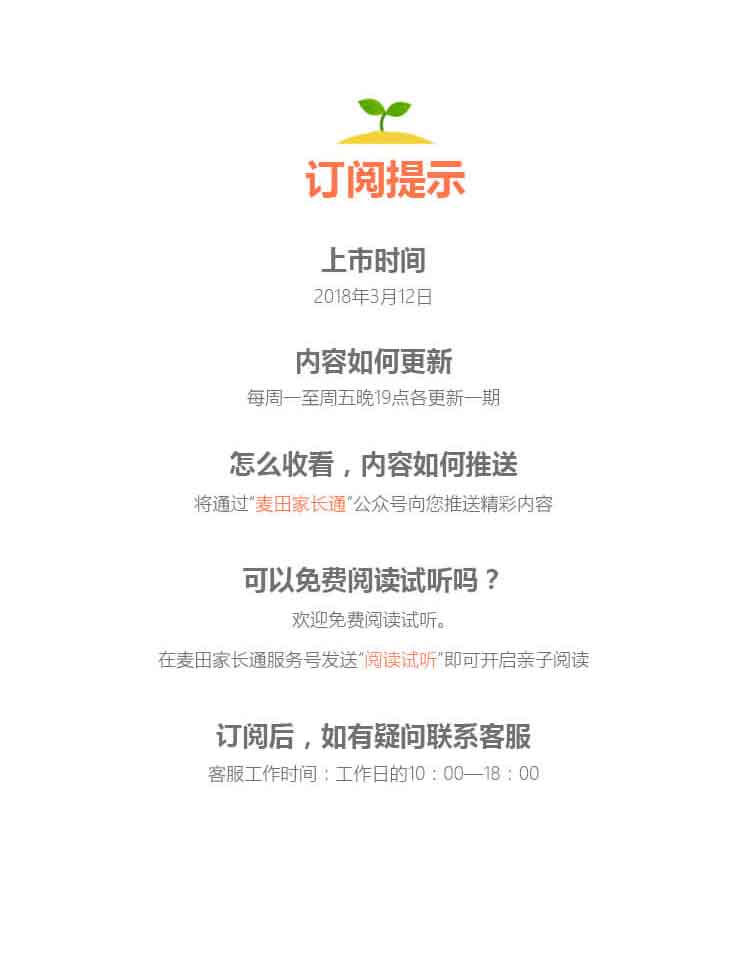 订阅提示
上市时间
2018年3月12日
内容如何更新
每周一至周五晚19点各更新一期
怎么收看，内容如何推送
将通过“麦田家长通”公众号向您推送精彩内容
可以免费阅读试听吗？
欢迎免费阅读试听。
在麦田家长通服务号发送“阅读试听”即可开启亲子阅读
订阅后，如有疑问联系客服
客服工作时间：工作日的10：00—18：00